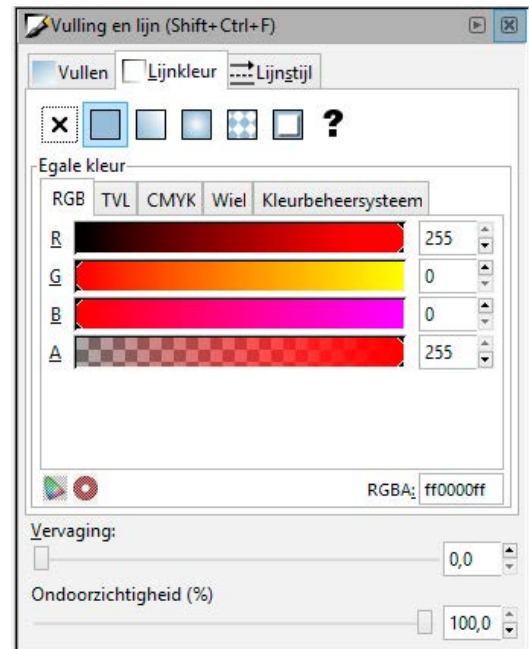 Vulling en lijn (Shift+Ctrl+F)
Vullen Lijnkleur Lijnstijl
?
Egale kleur
RGB TVL CMYK Wiel Kleurbeheersysteem
R 255
G 0
B 0
A 255
RGBA: ff0000ff
Vervaging:
0,0
Ondoorzichtigheid (%)
100,0